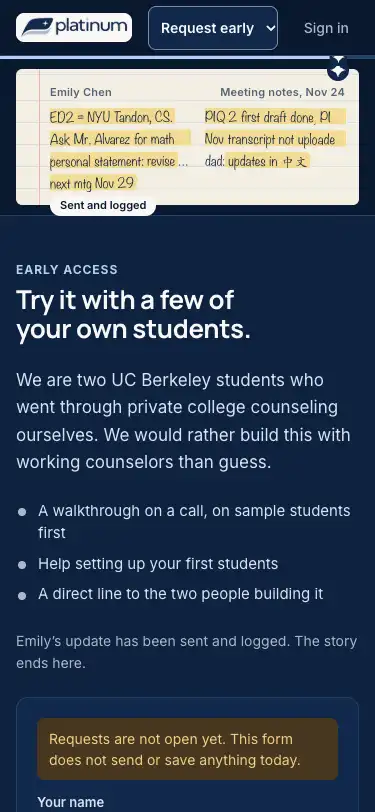 platinum
Request early
Sign in
Emily Chen
Meeting notes, Nov 24
ED2 = NYU Tandon, CS.
Ask Mr. Alvarez for math
personal statement: revise ...
next mtg Nov 29
PIQ 2 first draft done, PI
Nov transcript not uploade
dad: updates in 中文
Sent and logged
EARLY ACCESS
Try it with a few of
your own students.
We are two UC Berkeley students who
went through private college counseling
ourselves. We would rather build this with
working counselors than guess.
A walkthrough on a call, on sample students
first
Help setting up your first students
A direct line to the two people building it
Emily’s update has been sent and logged. The story
ends here.
Requests are not open yet. This form
does not send or save anything today.
Your name